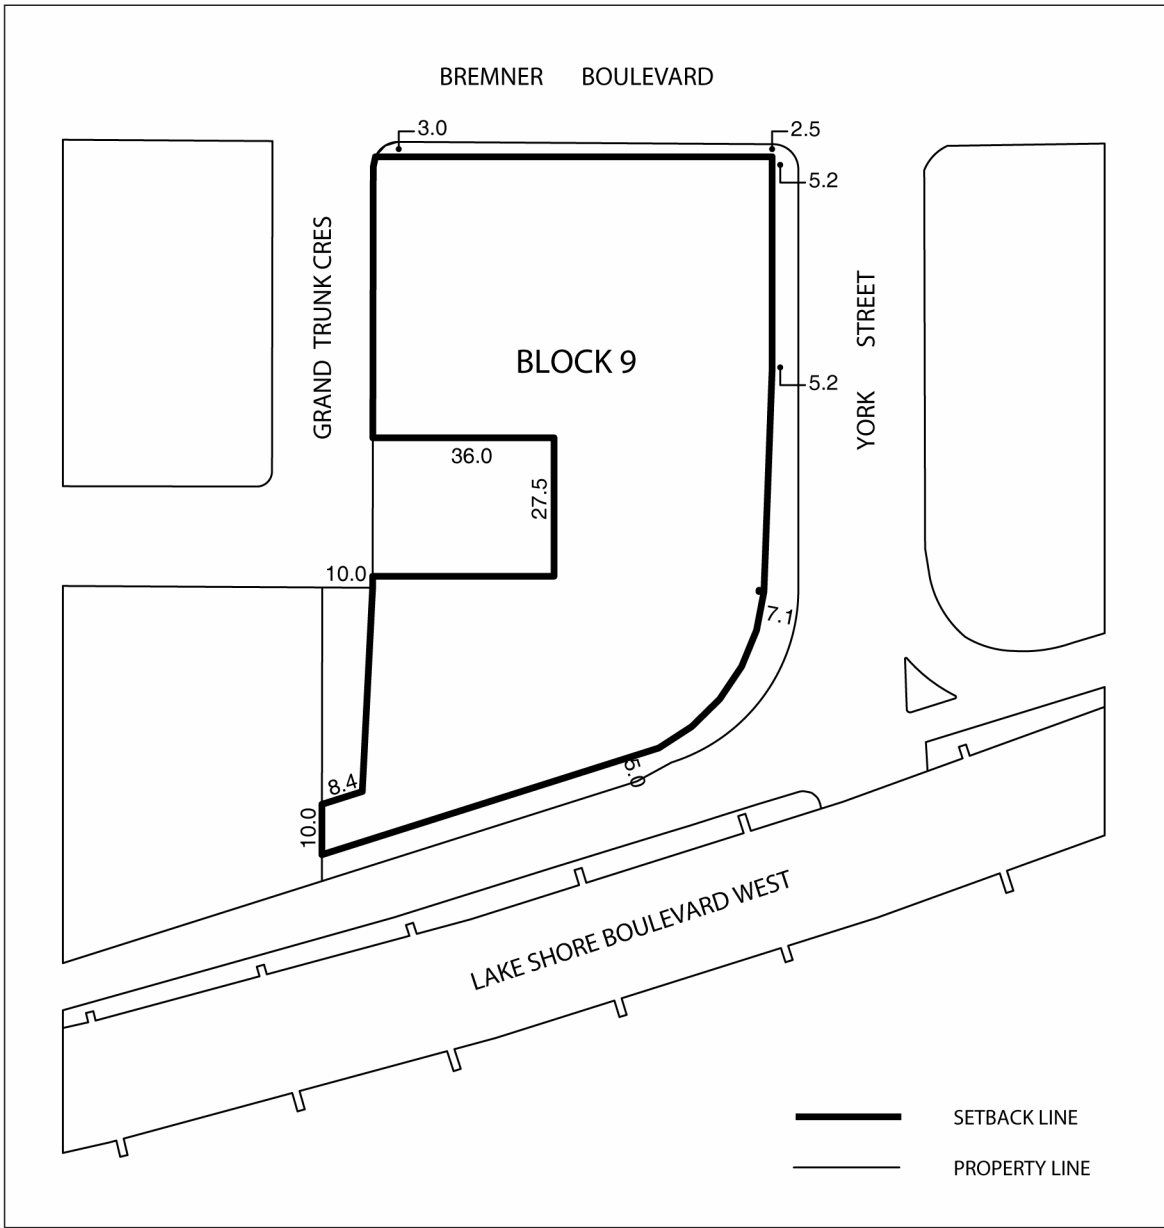 BREMNER BOULEVARD
3.0
2.5
5.2
GRAND TRUNK CRES
YORK STREET
BLOCK 9
5.2
36.0
27.5
10.0
7.1
5.0
8.4
10.0
LAKE SHORE BOULEVARD WEST
SETBACK LINE
PROPERTY LINE